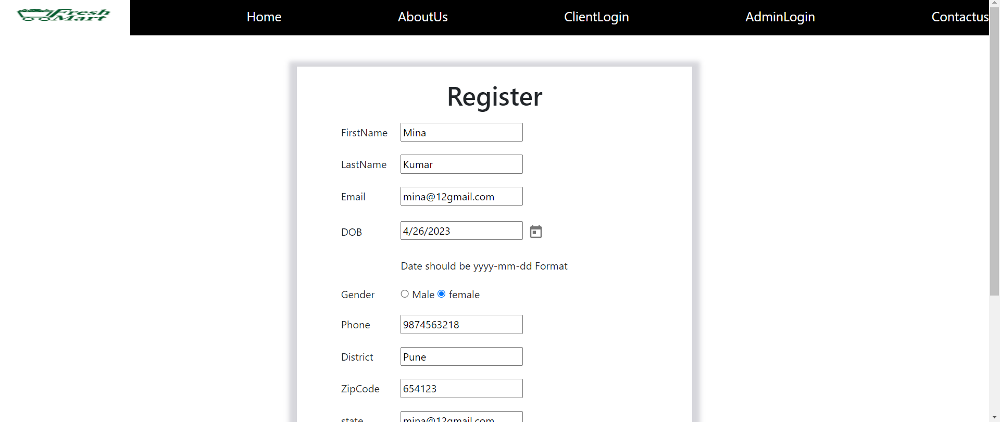 Fresh
Mart
Home AboutUs ClientLogin AdminLogin Contactus
Register
FirstName Mina
LastName Kumar
Email mina@12gmail.com
DOB 4/26/2023
Date should be yyyy-mm-dd Format
Gender Male female
Phone 9874563218
District Pune
ZipCode 654123
state mina@12gmail.com